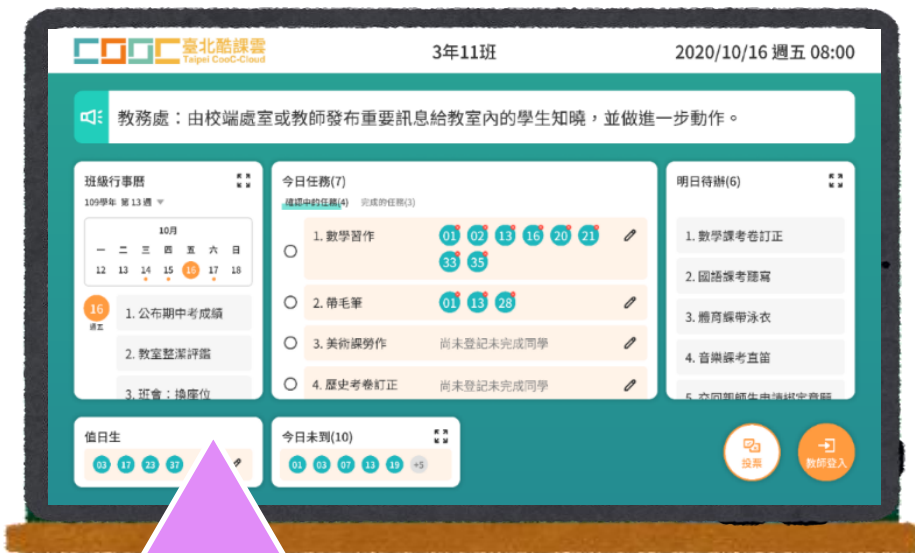 COOC 臺北酷課雲
Taipei CooC-Cloud
3年11班
2020/10/16 週五 08:00
教務處：由校端處室或教師發布重要訊息給教室內的學生知曉，並做進一步動作。
班級行事曆
109學年 第13週
10月
一 二 三 四 五 六 日
12 13 14 15 16 17 18
16
週五
1. 公布期中考成績
2. 教室整潔評鑑
3. 班會：換座位
今日任務(7)
確認中的任務(4) 完成的任務(3)
1. 數學習作 01 02 13 16 20 21
33 35
2. 帶毛筆 01 13 28
3. 美術課勞作 尚未登記未完成同學
4. 歷史考卷訂正 尚未登記未完成同學
明日待辦(6)
1. 數學課考卷訂正
2. 國語課考聽寫
3. 體育課帶泳衣
4. 音樂課考直笛
值日生
03 17 23 37
今日未到(10)
01 03 07 13 19 +5
投票
教師登入